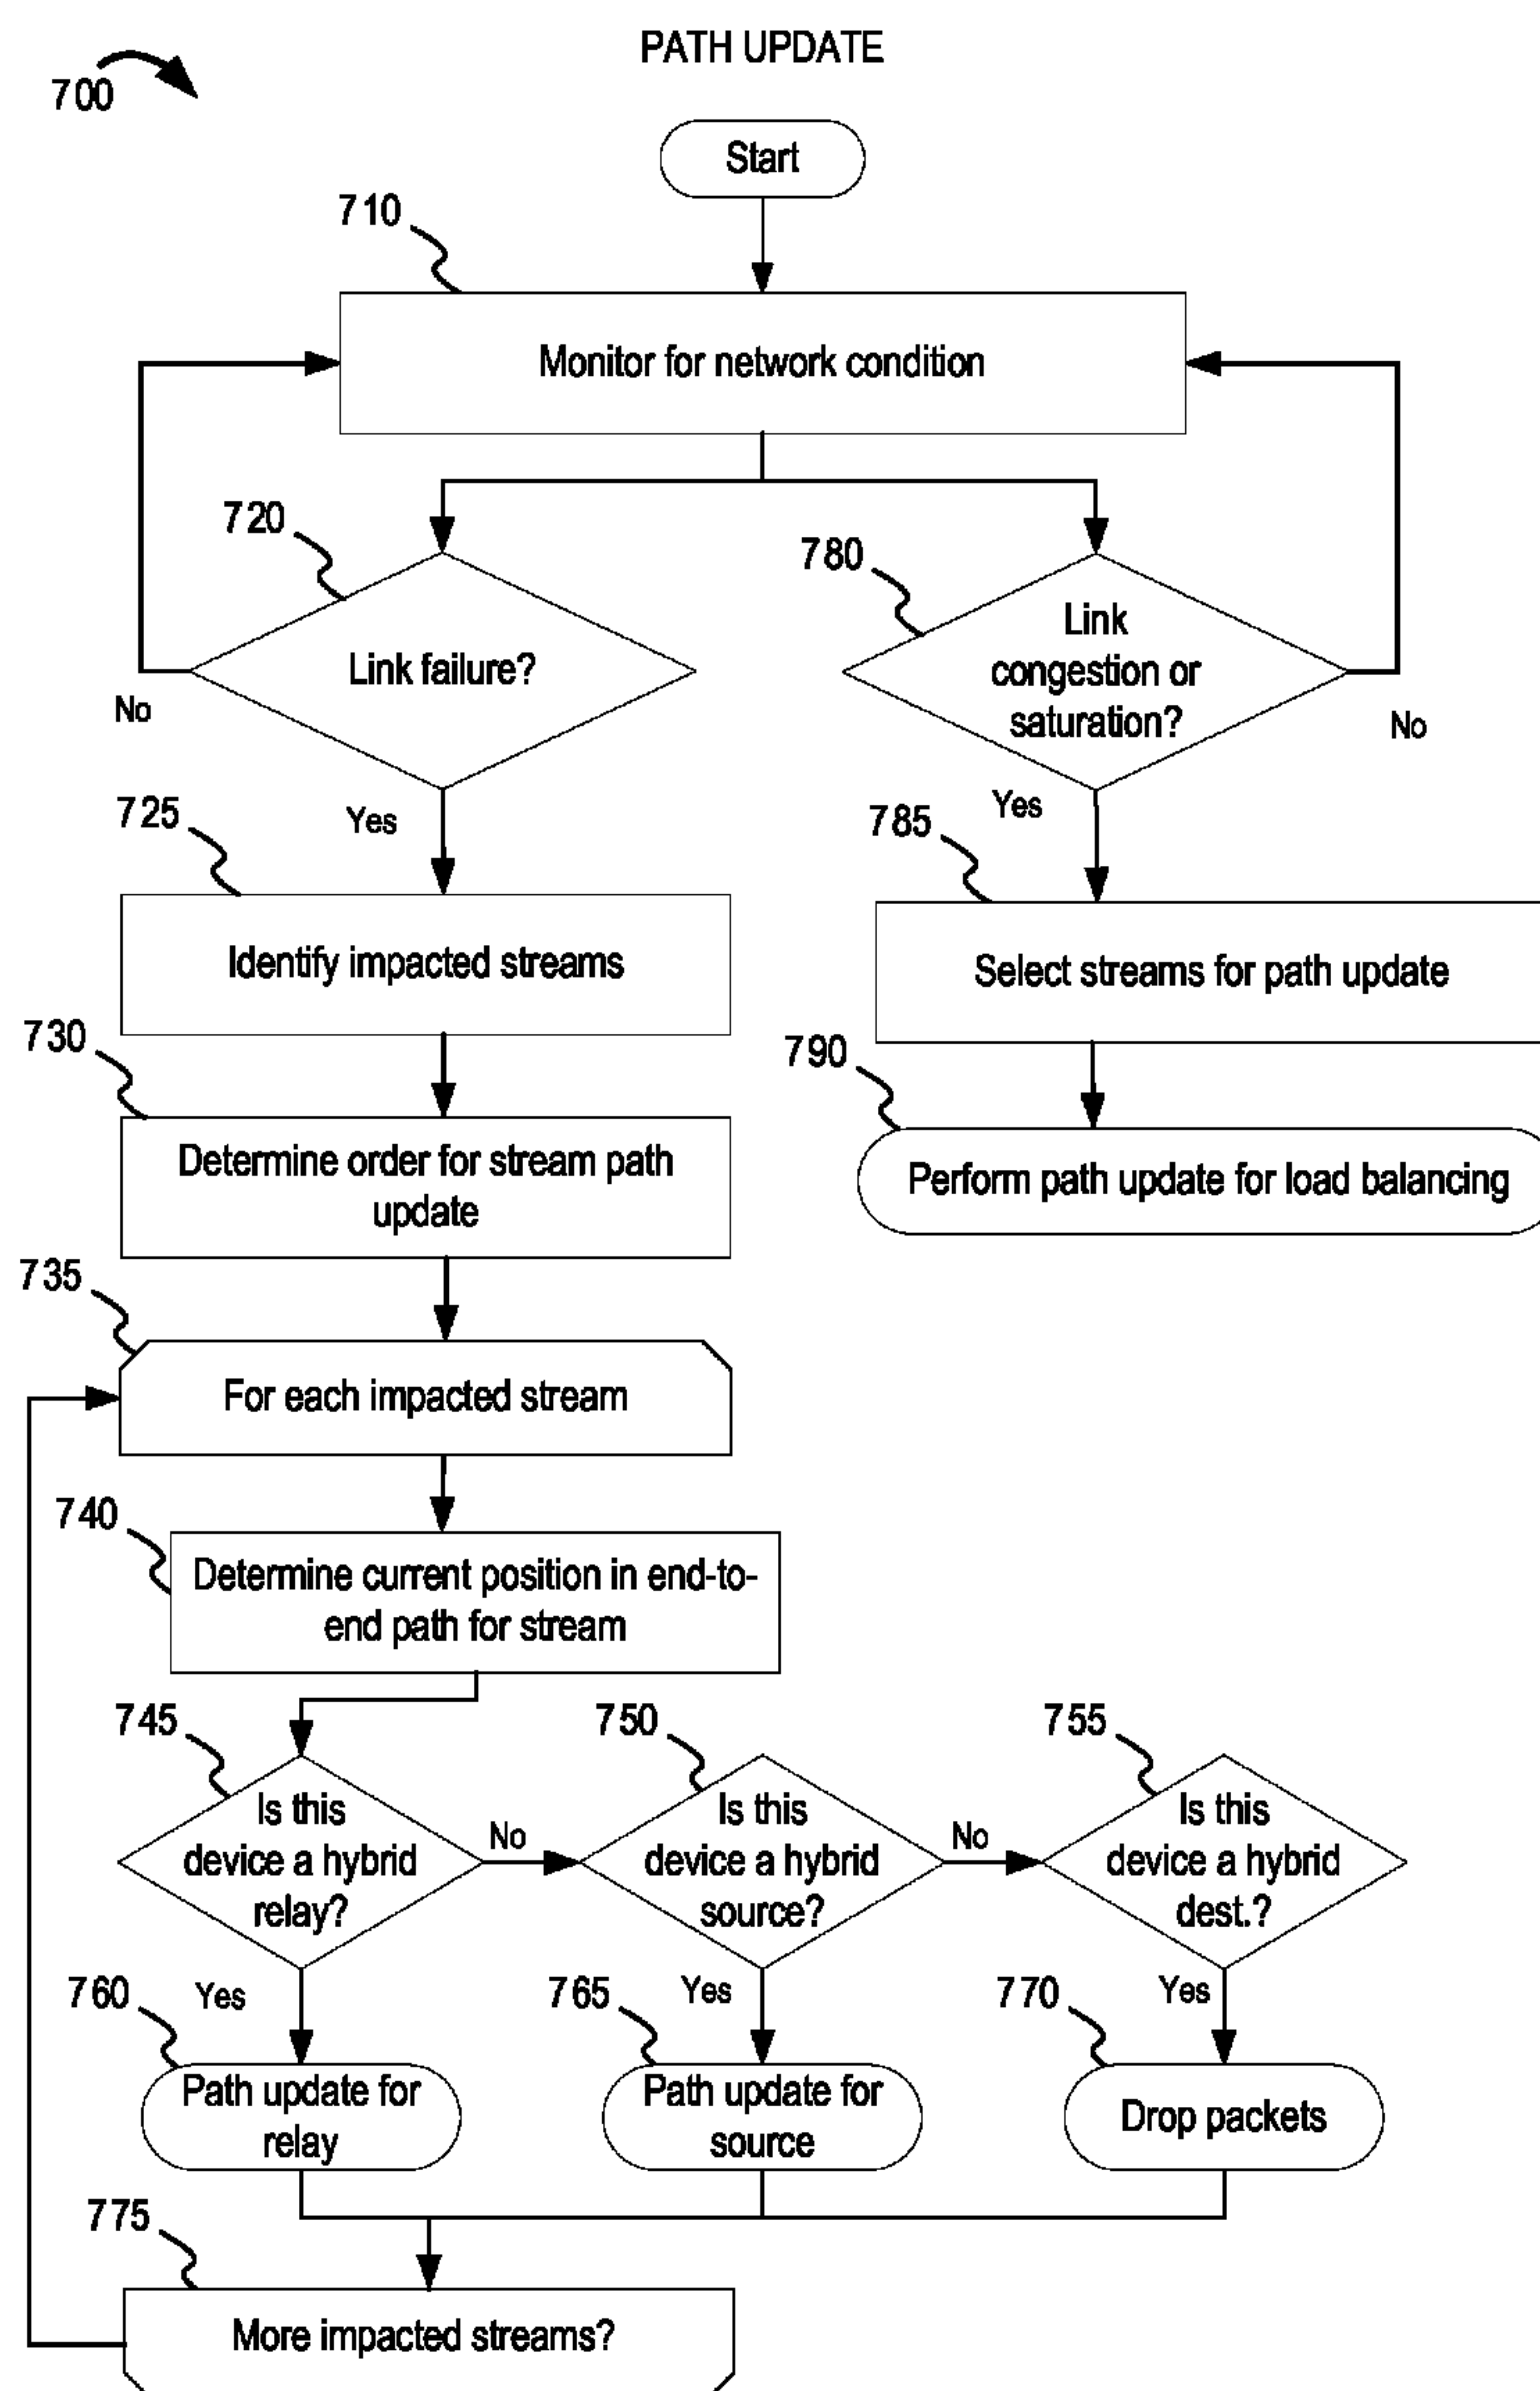 PATH UPDATE
700
Start
710
Monitor for network condition
720
780
Link failure?
Link
congestion or
saturation?
No
No
725
Yes
785
Yes
Identify impacted streams
Select streams for path update
730
790
Determine order for stream path
update
Perform path update for load balancing
735
For each impacted stream
740
Determine current position in end-to-
end path for stream
745
750
755
Is this
device a hybrid
relay?
No
Is this
device a hybrid
source?
No
Is this
device a hybrid
dest.?
760
Yes
765
Yes
770
Yes
Path update for
relay
Path update for
source
Drop packets
775
More impacted streams?